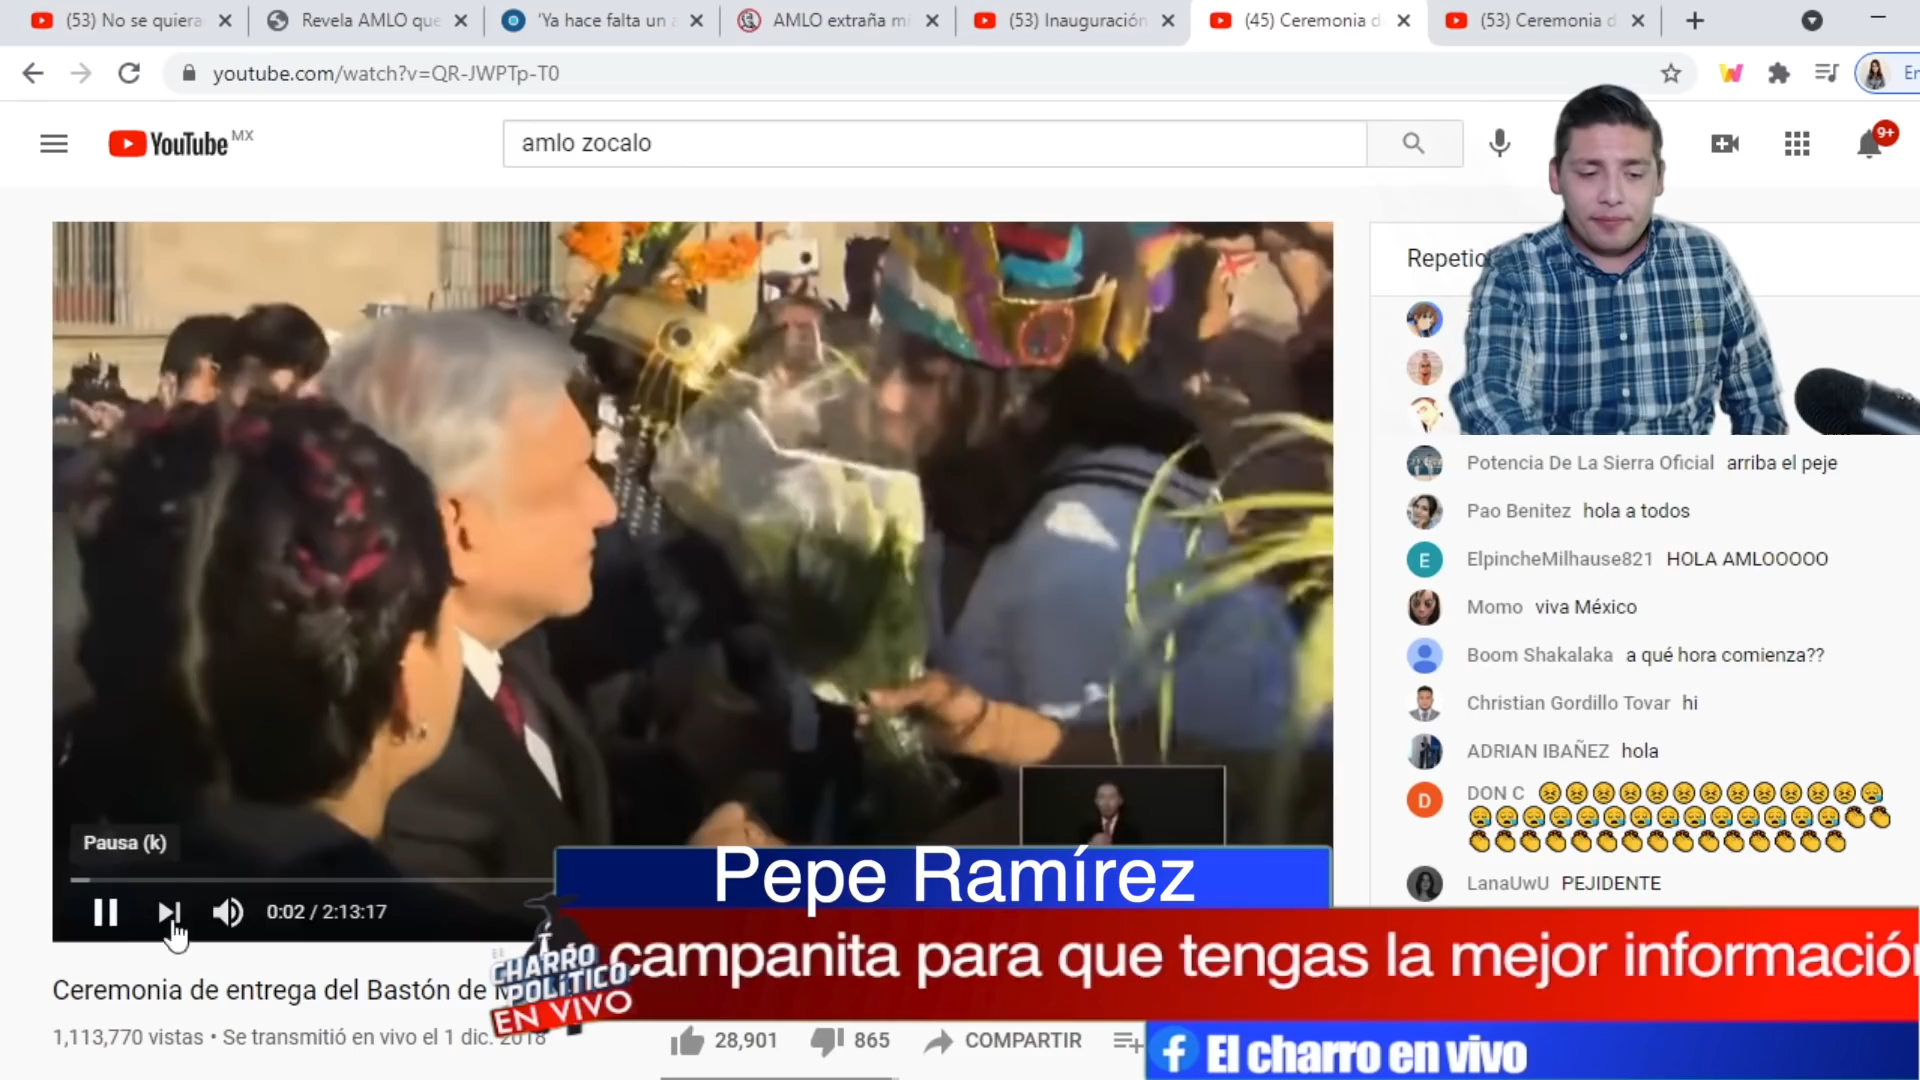 (53) No se quiera
Revela AMLO que
'Ya hace falta un a
AMLO extraña mi
(53) Inauguración
(45) Ceremonia d
(53) Ceremonia d
youtube.com/watch?v=QR-JWPTp-T0
En
YouTube MX
amlo zocalo
9+
Repetic
Potencia De La Sierra Oficial arriba el peje
Pao Benitez hola a todos
E ElpincheMilhause821 HOLA AMLOOOOO
Momo viva México
Boom Shakalaka a qué hora comienza??
Christian Gordillo Tovar hi
ADRIAN IBAÑEZ hola
D DON C
LanaUwU PEJIDENTE
Pausa (k)
0:02 / 2:13:17
Pepe Ramírez
campanita para que tengas la mejor información
EL
CHARRO
POLÍTICO
EN VIVO
Ceremonia de entrega del Bastón de M
1,113,770 vistas • Se transmitió en vivo el 1 dic. 2018
28,901
865
COMPARTIR
f El charro en vivo